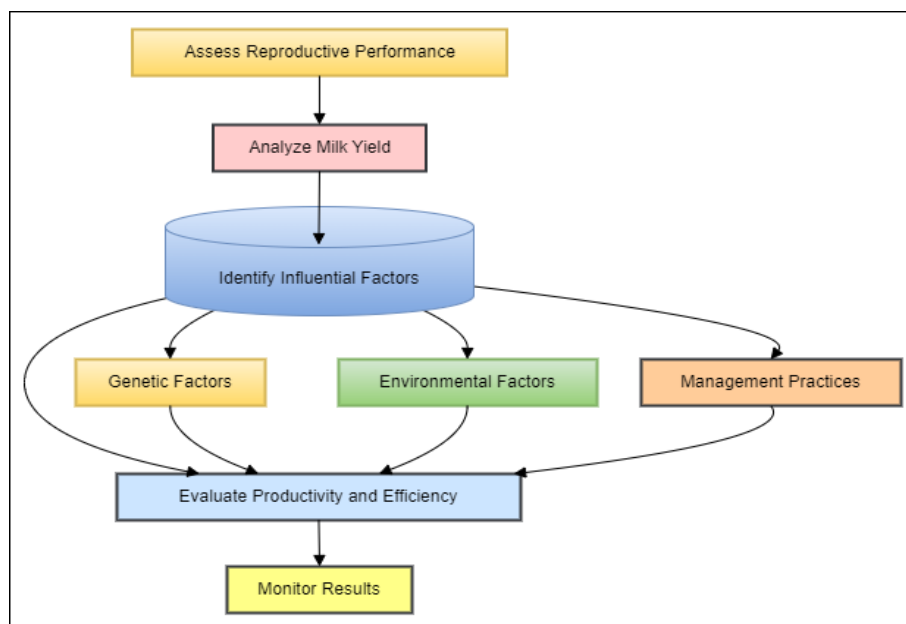 Assess Reproductive Performance
Analyze Milk Yield
Identify Influential Factors
Genetic Factors
Environmental Factors
Management Practices
Evaluate Productivity and Efficiency
Monitor Results